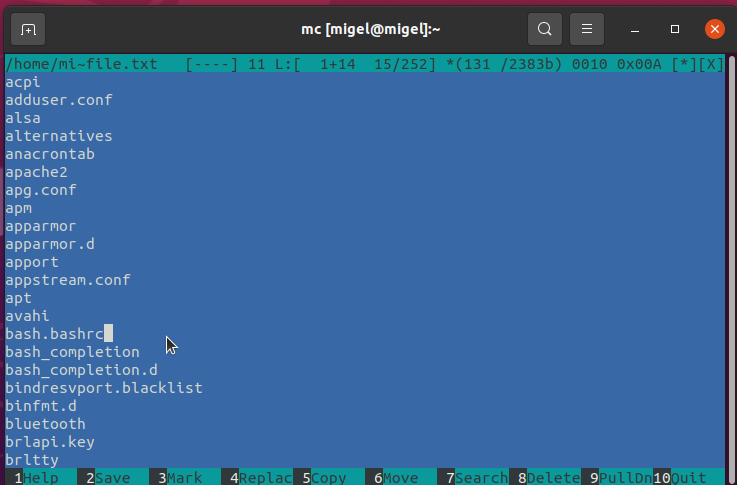 mc [migel@migel]:~
/home/mi~file.txt   [----] 11 L:[  1+14  15/252] *(131 /2383b) 0010 0x00A [*][X]
acpi
adduser.conf
alsa
alternatives
anacrontab
apache2
apg.conf
apm
apparmor
apparmor.d
apport
appstream.conf
apt
avahi
bash.bashrc
bash_completion
bash_completion.d
bindresvport.blacklist
binfmt.d
bluetooth
brlapi.key
brltty
1Help  2Save  3Mark  4Replac 5Copy  6Move  7Search 8Delete 9PullDn 10Quit